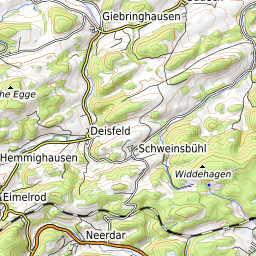 Giebringhausen
he Egge
Deisfeld
Schweinsbühl
Hemmighausen
Widdehagen
Eimelrod
Neerdar